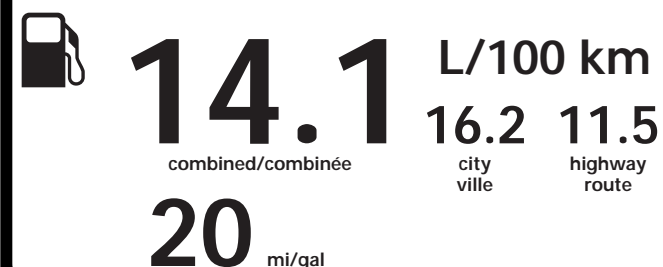 14.1
combined/combinée
L/100 km
16.2 11.5
city highway
ville route
20 mi/gal